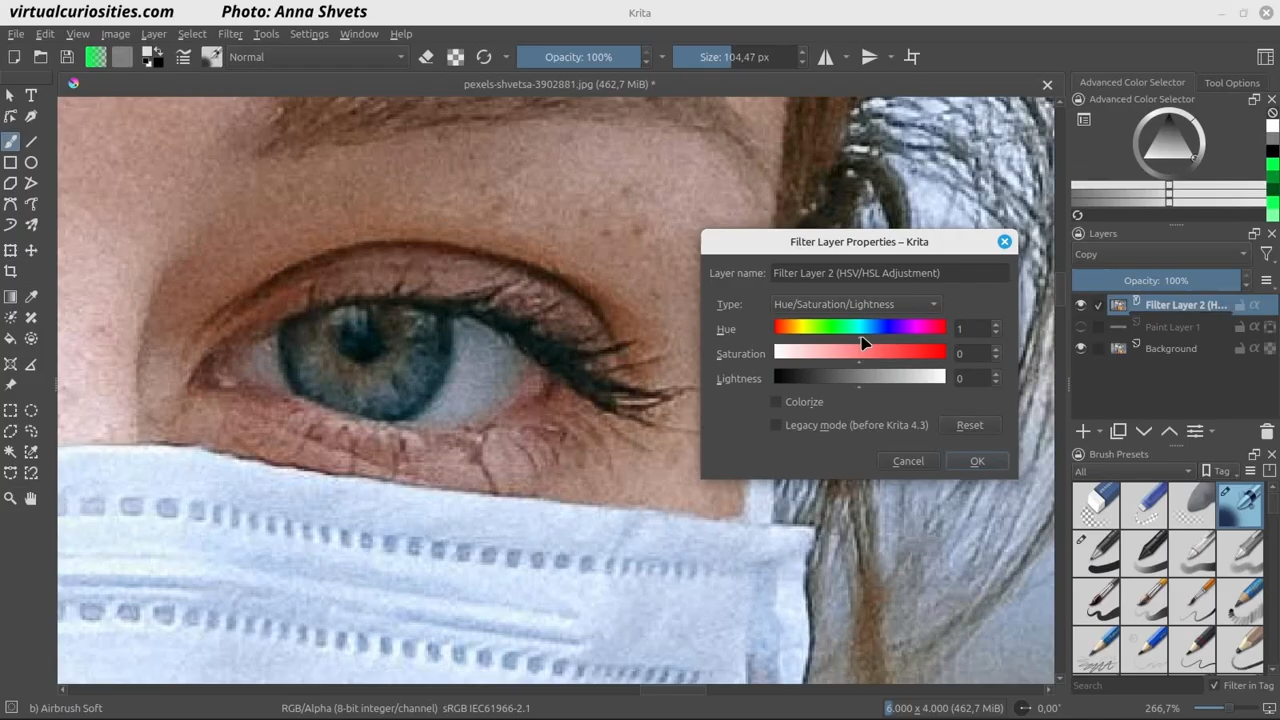 virtualcuriosities.com Photo: Anna Shvets
Krita
File Edit View Image Layer Select Filter Tools Settings Window Help
Normal Opacity: 100% Size: 104,47 px
pexels-shvetsa-3902881.jpg (462,7 MiB) *
Advanced Color Selector Tool Options
Advanced Color Selector
Layers
Copy
Opacity: 100%
Filter Layer 2 (H...
Paint Layer 1
Background
Filter Layer Properties – Krita
Layer name: Filter Layer 2 (HSV/HSL Adjustment)
Type: Hue/Saturation/Lightness
Hue 1
Saturation 0
Lightness 0
Colorize
Legacy mode (before Krita 4.3) Reset
Cancel OK
Brush Presets
All Tag
Search Filter in Tag
b) Airbrush Soft RGB/Alpha (8-bit integer/channel) sRGB IEC61966-2.1 6.000 x 4.000 (462,7 MiB) 0,00° 266,7%